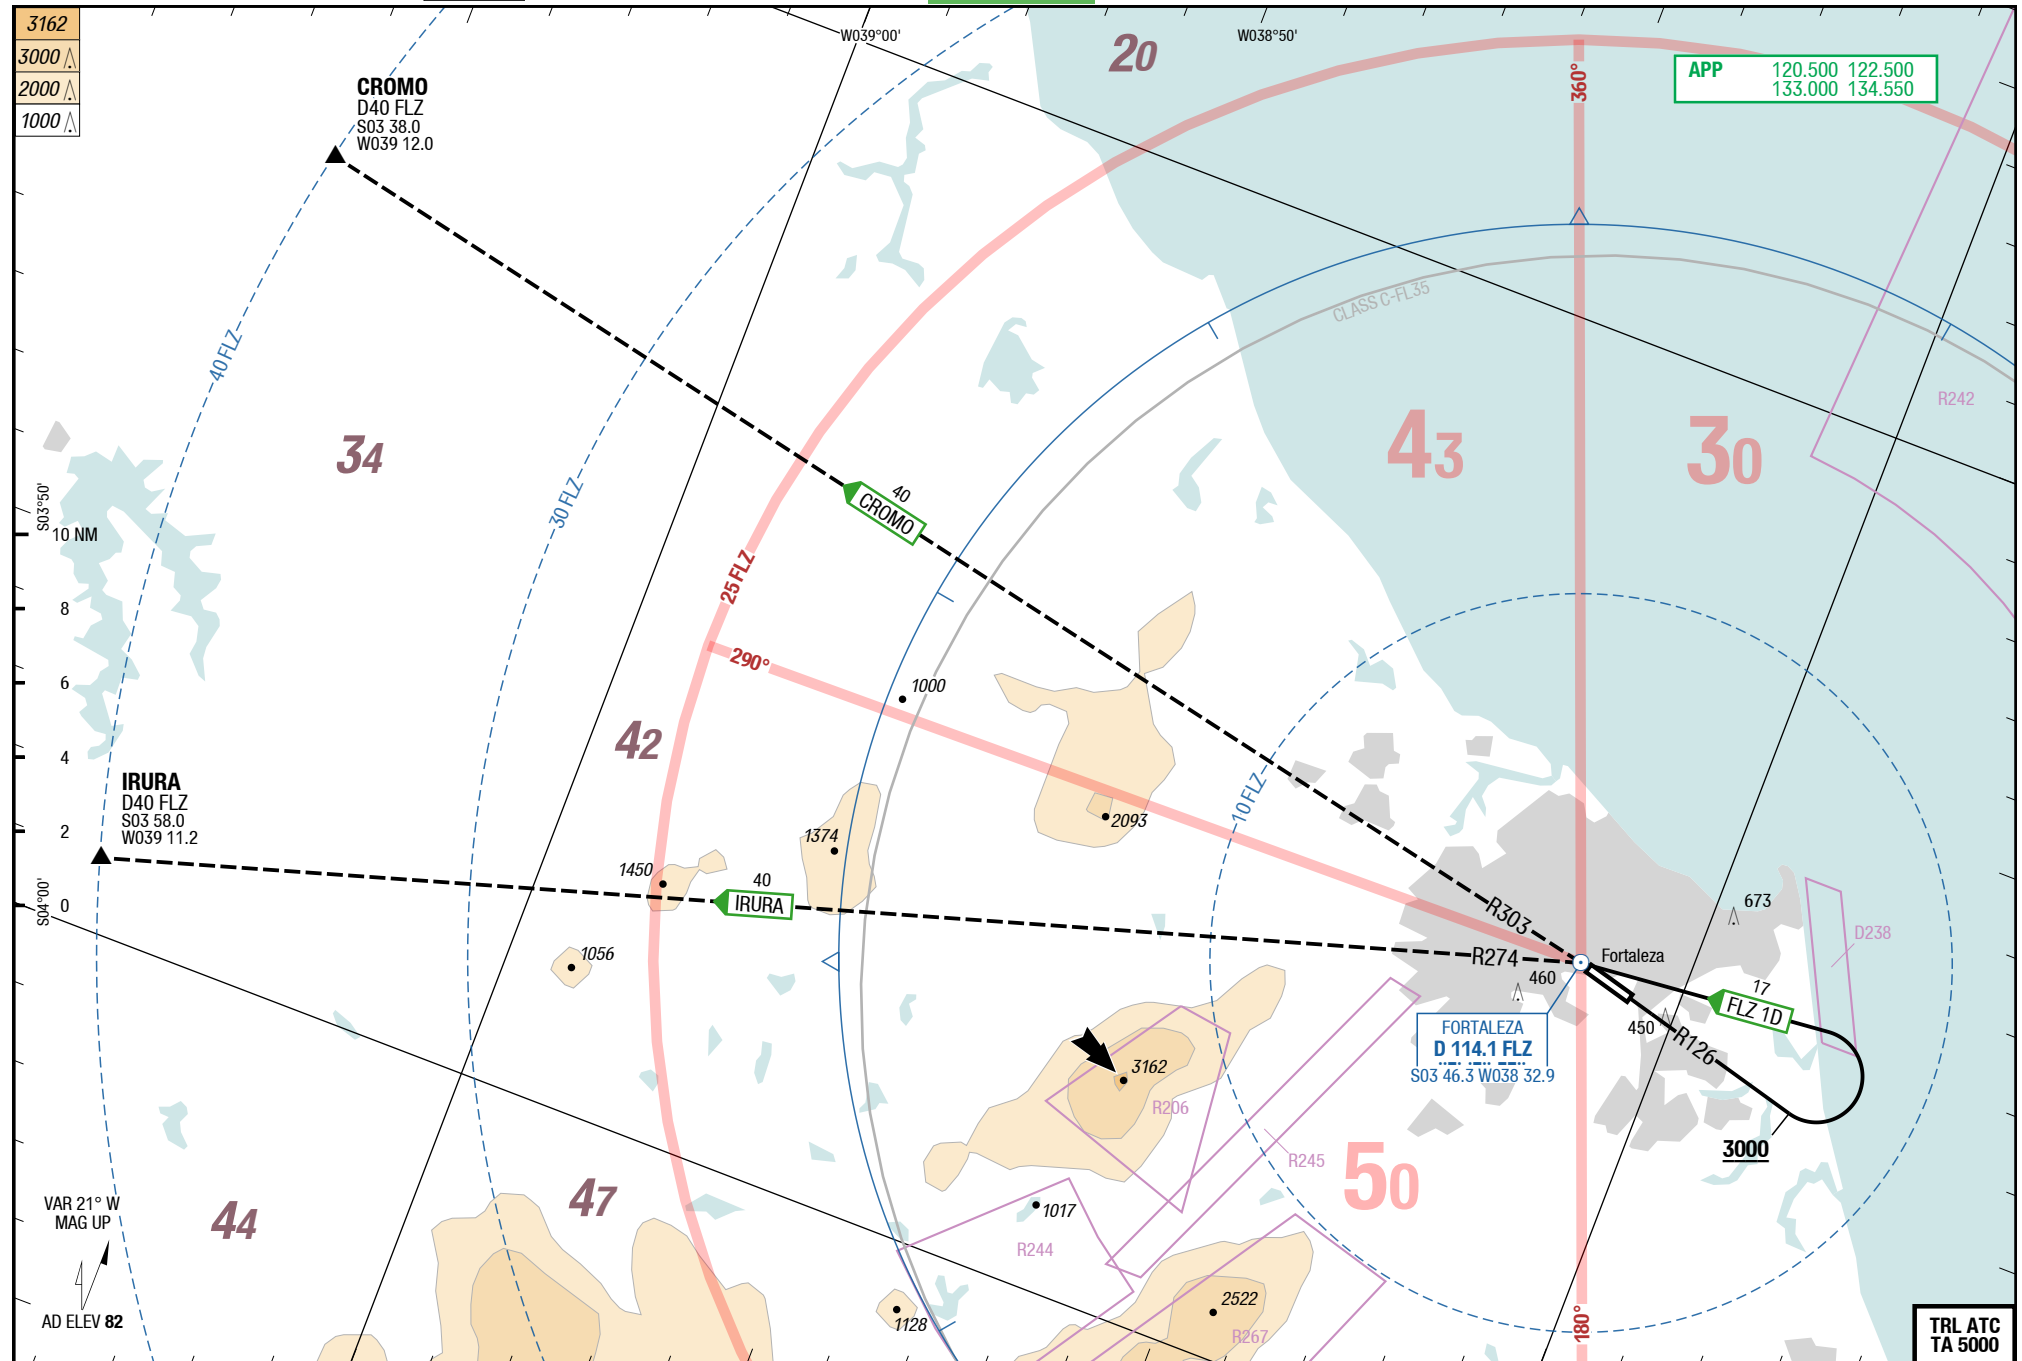 3162
3000
2000
1000
CROMO
D40 FLZ
S03 38.0
W039 12.0
W039°00'
W038°50'
20
360°
APP 120.500 122.500
133.000 134.550
CLASS C-FL35
R242
40 FLZ
34
30 FLZ
43
30
40
CROMO
S03°50'
10 NM
8
6
4
2
0
S04°00'
25 FLZ
290°
1000
42
2093
10 FLZ
IRURA
D40 FLZ
S03 58.0
W039 11.2
1374
1450
40
IRURA
R303
R274
673
D238
Fortaleza
1056
460
17
FLZ 1D
450
R126
FORTALEZA
D 114.1 FLZ
S03 46.3 W038 32.9
3162
R206
3000
R245
50
47
44
VAR 21° W
MAG UP
1017
R244
2522
1128
R267
180°
AD ELEV 82
TRL ATC
TA 5000